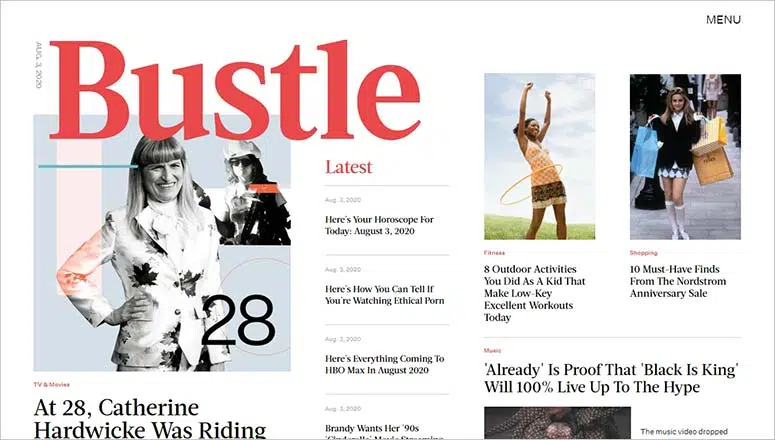 MENU
AUG. 3, 2020
Bustle
28
TV & Movies
At 28, Catherine
Hardwicke Was Riding
Latest
Aug. 3, 2020
Here's Your Horoscope For
Today: August 3, 2020
Aug. 3, 2020
Here's How You Can Tell If
You're Watching Ethical Porn
Aug. 3, 2020
Here's Everything Coming To
HBO Max In August 2020
Aug. 3, 2020
Brandy Wants Her '90s
'Cinderella' Movie Streaming
Fitness
8 Outdoor Activities
You Did As A Kid That
Make Low-Key
Excellent Workouts
Today
Shopping
10 Must-Have Finds
From The Nordstrom
Anniversary Sale
Music
'Already' Is Proof That 'Black Is King'
Will 100% Live Up To The Hype
The music video dropped